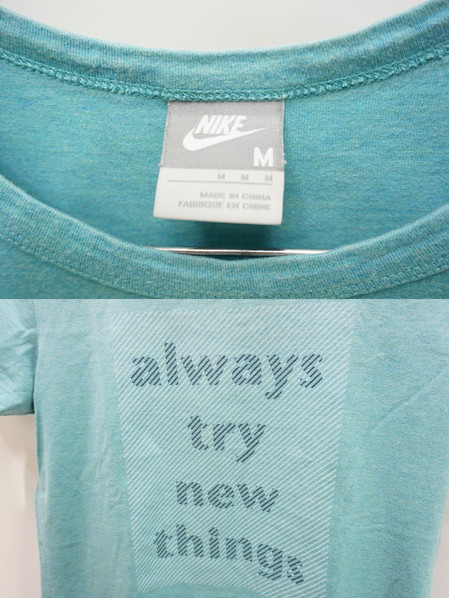 NIKE
M
M M M
MADE IN CHINA
FABRIQUE EN CHINE
always
try
new
things